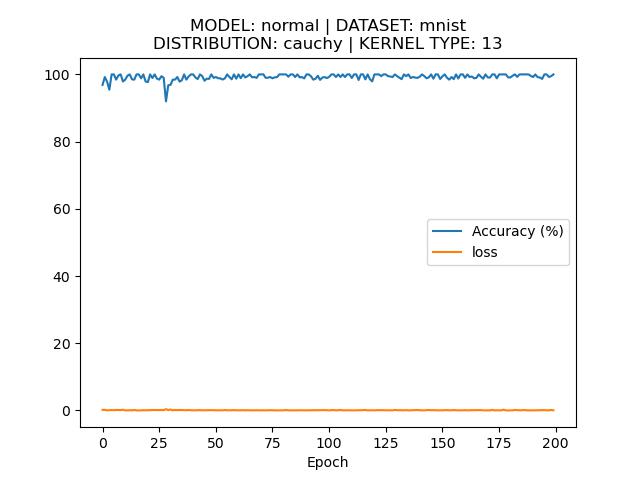 MODEL: normal | DATASET: mnist
DISTRIBUTION: cauchy | KERNEL TYPE: 13
100
80
60
40
20
0
Accuracy (%)
loss
0 25 50 75 100 125 150 175 200
Epoch